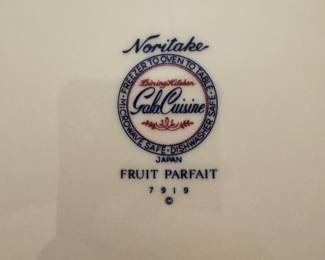 Noritake
FREEZER TO OVEN TO TABLE
Dining Kitchen
Gala Cuisine
MICROWAVE SAFE · DISHWASHER SAFE
JAPAN
FRUIT PARFAIT
7919
©